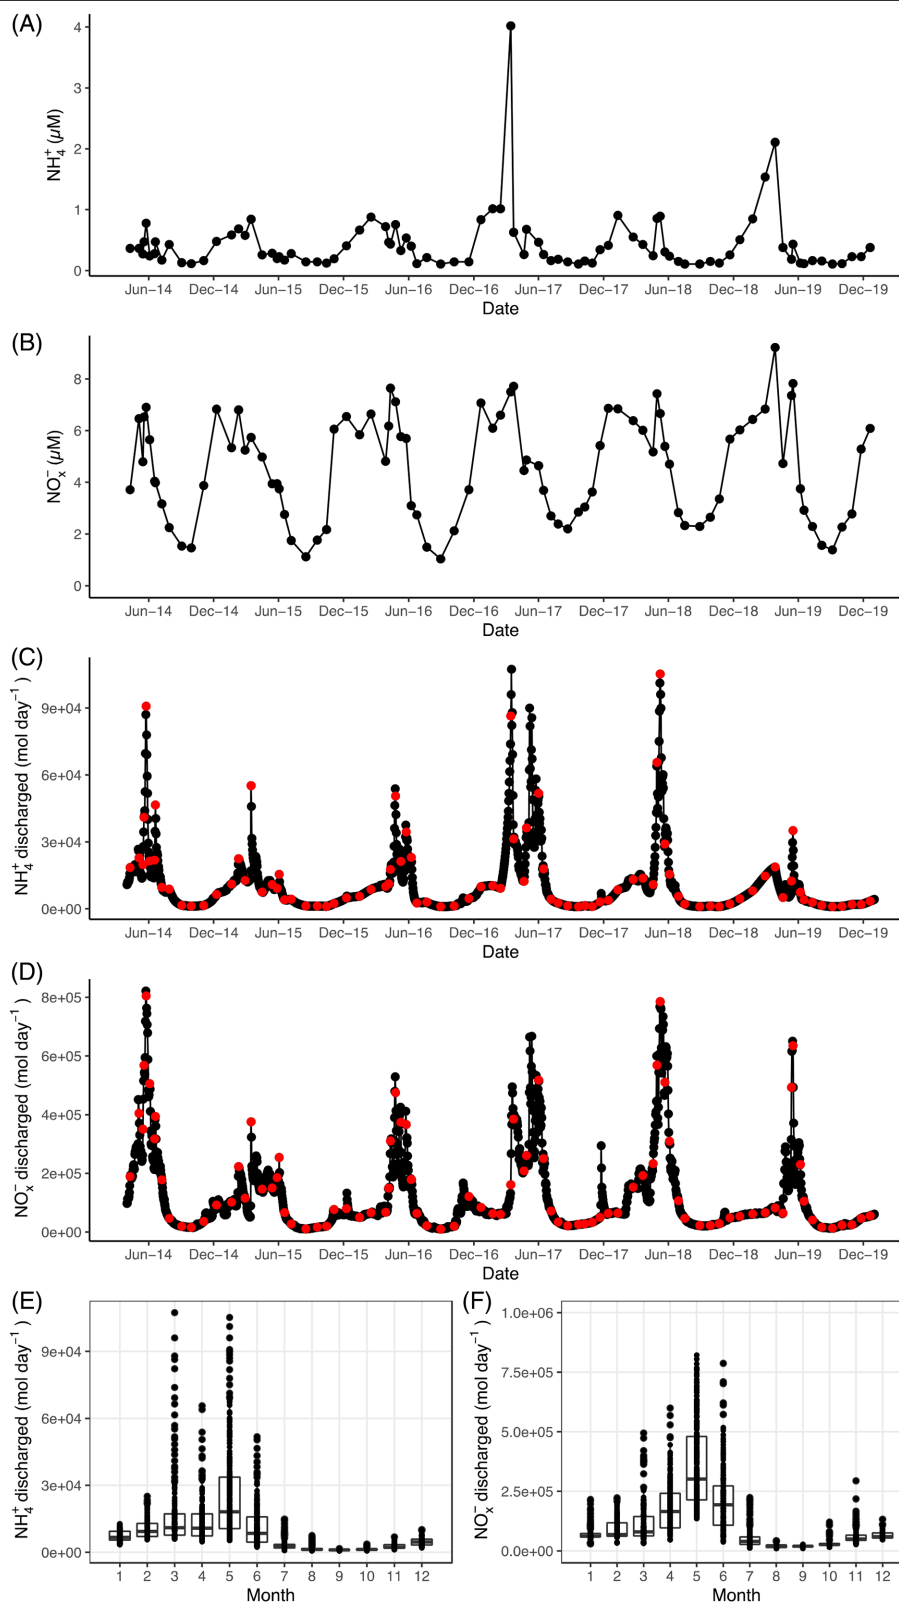 (A)
NH₄⁺ (µM)
4
3
2
1
0
Jun−14 Dec−14 Jun−15 Dec−15 Jun−16 Dec−16 Jun−17 Dec−17 Jun−18 Dec−18 Jun−19 Dec−19
Date
(B)
NOₓ⁻ (µM)
8
6
4
2
0
Jun−14 Dec−14 Jun−15 Dec−15 Jun−16 Dec−16 Jun−17 Dec−17 Jun−18 Dec−18 Jun−19 Dec−19
Date
(C)
NH₄⁺ discharged (mol day⁻¹ )
9e+04
6e+04
3e+04
0e+00
Jun−14 Dec−14 Jun−15 Dec−15 Jun−16 Dec−16 Jun−17 Dec−17 Jun−18 Dec−18 Jun−19 Dec−19
Date
(D)
NOₓ⁻ discharged (mol day⁻¹ )
8e+05
6e+05
4e+05
2e+05
0e+00
Jun−14 Dec−14 Jun−15 Dec−15 Jun−16 Dec−16 Jun−17 Dec−17 Jun−18 Dec−18 Jun−19 Dec−19
Date
(E)
NH₄⁺ discharged (mol day⁻¹ )
9e+04
6e+04
3e+04
0e+00
1 2 3 4 5 6 7 8 9 10 11 12
Month
(F)
NOₓ⁻ discharged (mol day⁻¹ )
1.0e+06
7.5e+05
5.0e+05
2.5e+05
0.0e+00
1 2 3 4 5 6 7 8 9 10 11 12
Month